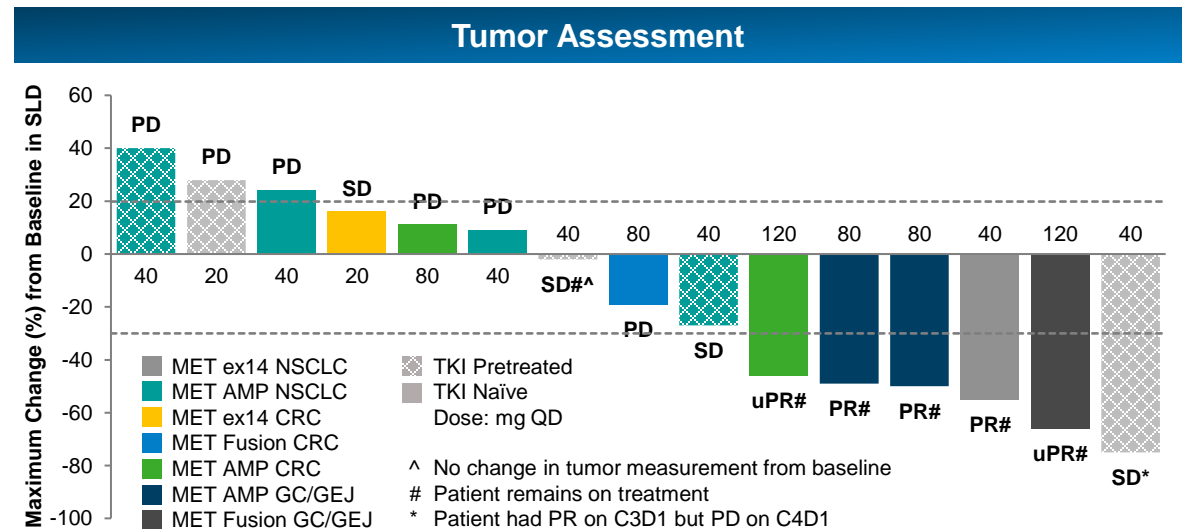 Tumor Assessment
Maximum Change (%) from Baseline in SLD
60
40
20
0
-20
-40
-60
-80
-100
PD
PD
PD
SD
PD
PD
40
20
40
20
80
40
40
80
40
120
80
80
40
120
40
SD#^
PD
SD
uPR#
PR#
PR#
PR#
uPR#
SD*
MET ex14 NSCLC
MET AMP NSCLC
MET ex14 CRC
MET Fusion CRC
MET AMP CRC
MET AMP GC/GEJ
MET Fusion GC/GEJ
TKI Pretreated
TKI Naïve
Dose: mg QD
^ No change in tumor measurement from baseline
# Patient remains on treatment
* Patient had PR on C3D1 but PD on C4D1